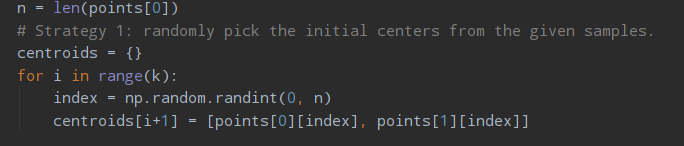 n = len(points[0])
# Strategy 1: randomly pick the initial centers from the given samples.
centroids = {}
for i in range(k):
    index = np.random.randint(0, n)
    centroids[i+1] = [points[0][index], points[1][index]]